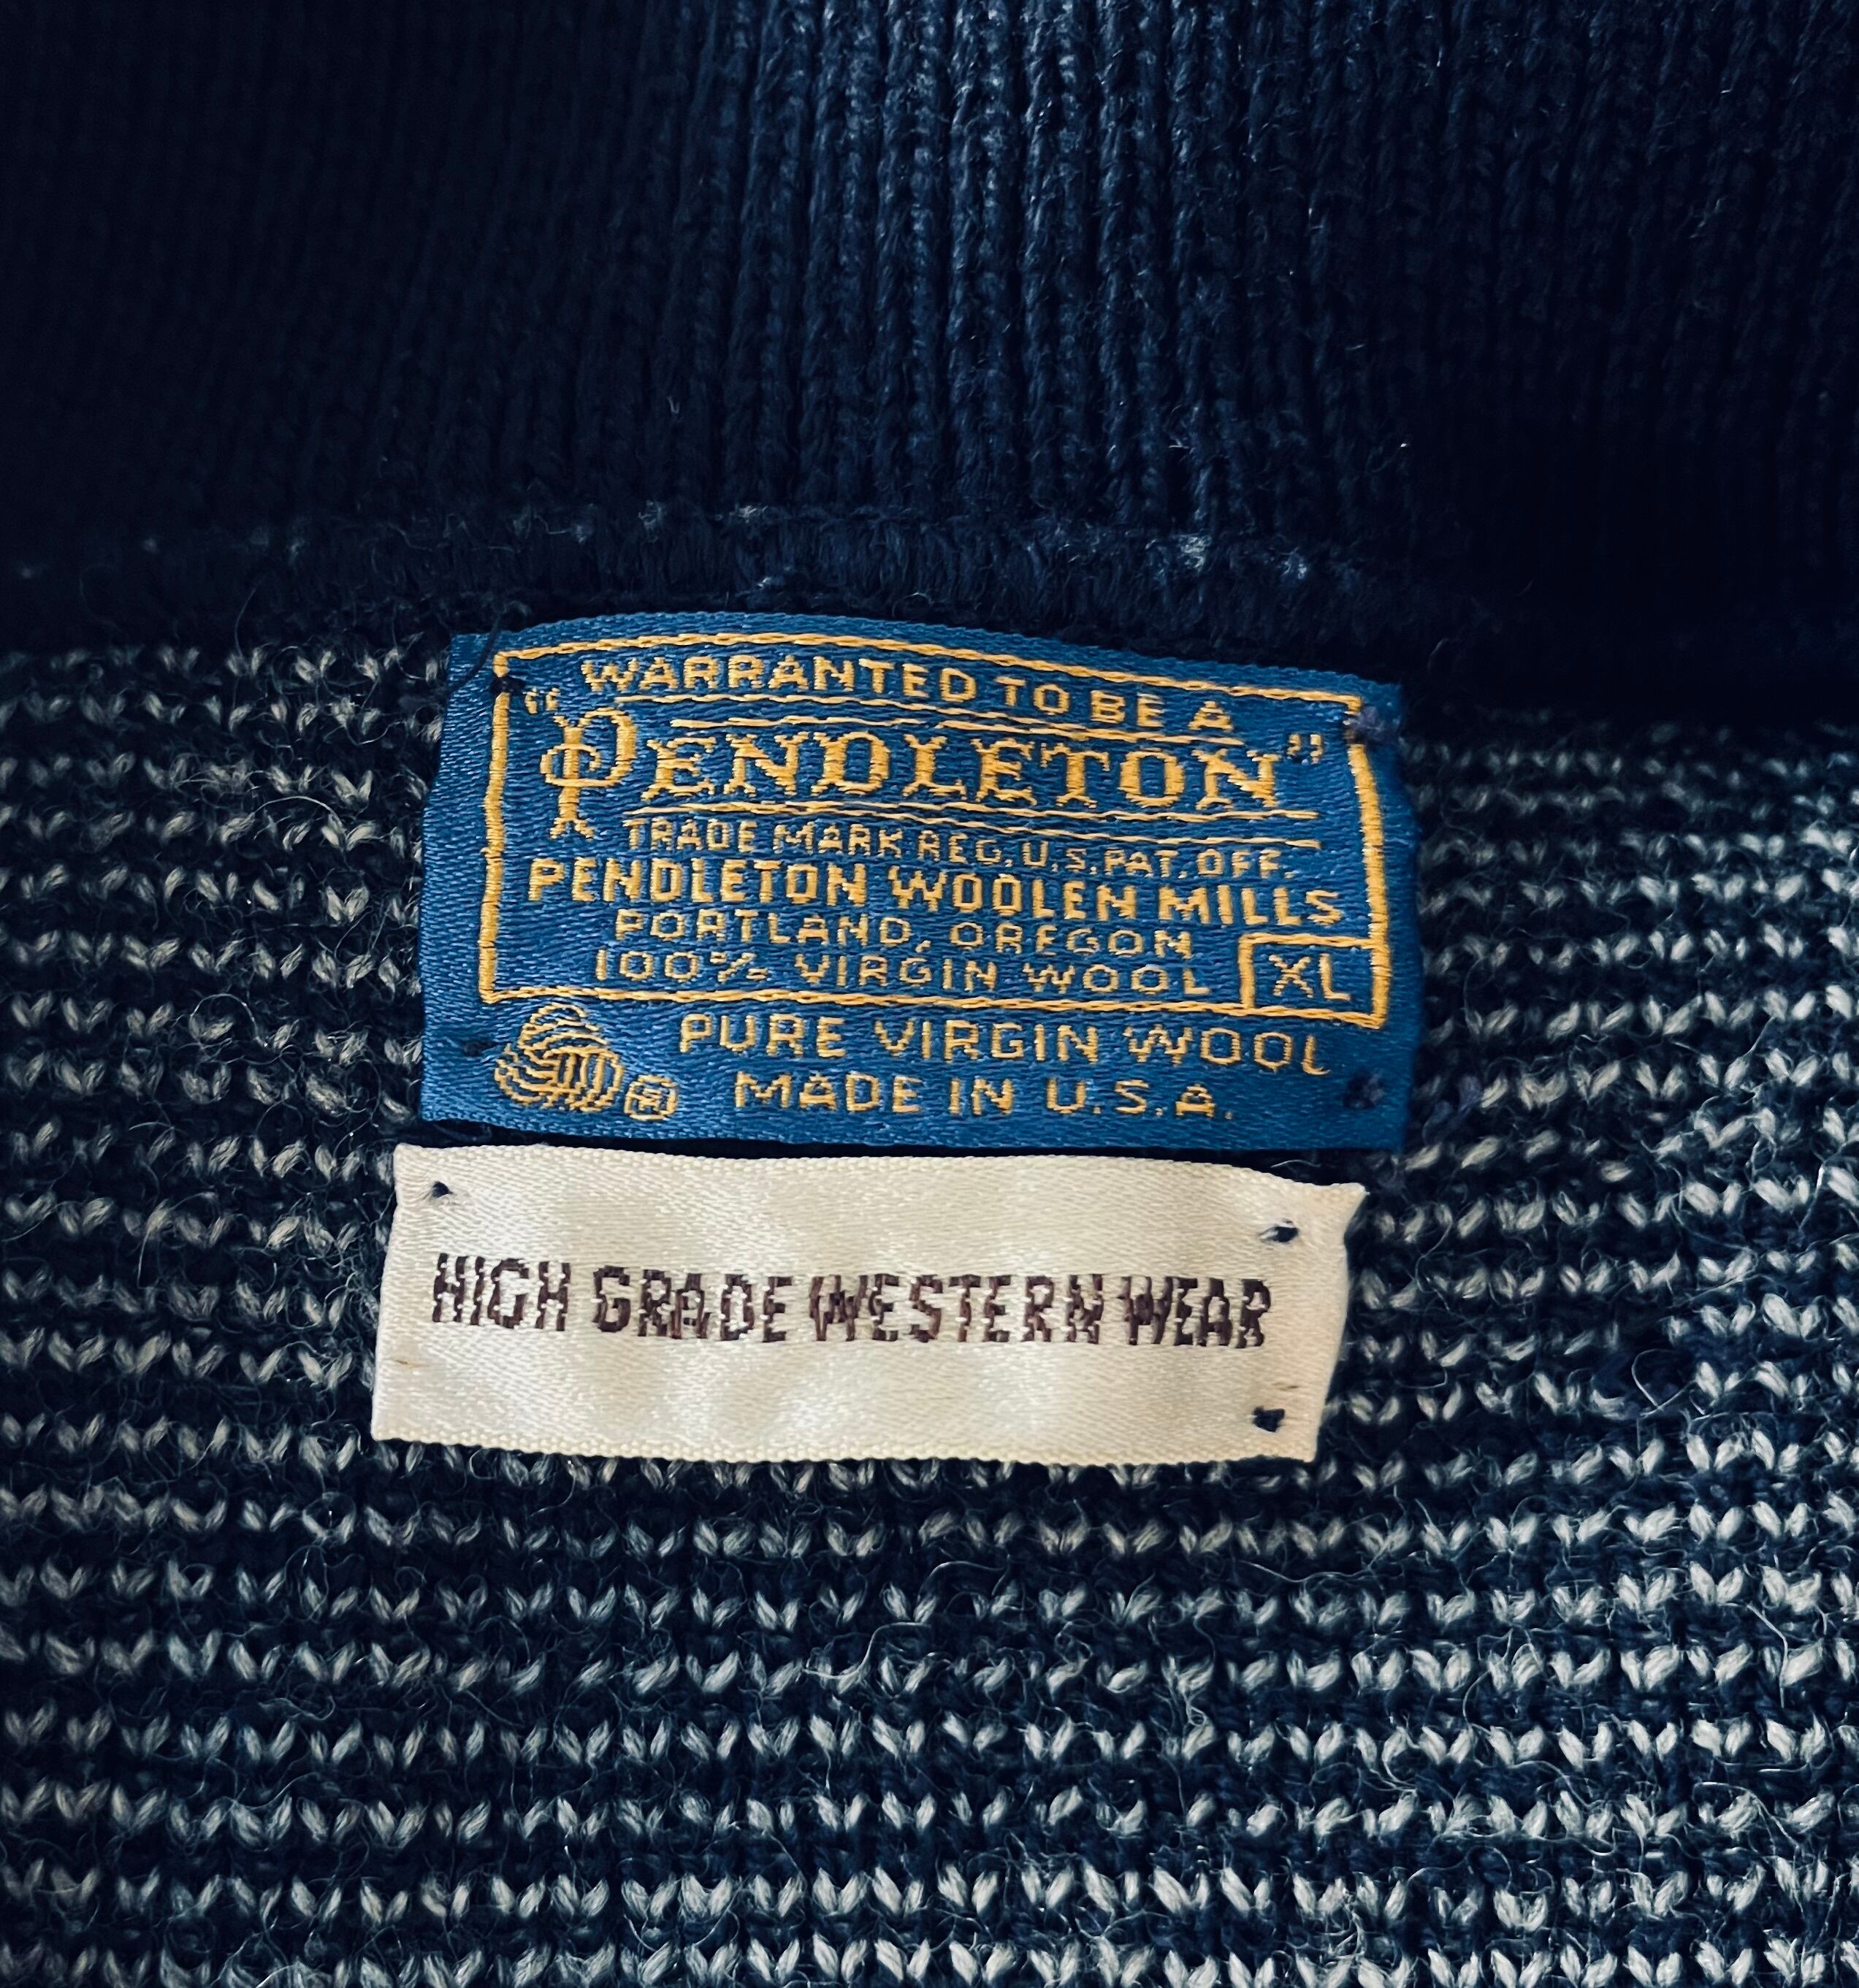 WARRANTED TO BE A
"PENDLETON"
TRADE MARK REG. U.S. PAT. OFF.
PENDLETON WOOLEN MILLS
PORTLAND, OREGON
100% VIRGIN WOOL XL
PURE VIRGIN WOOL
® MADE IN U.S.A.
HIGH GRADE WESTERN WEAR